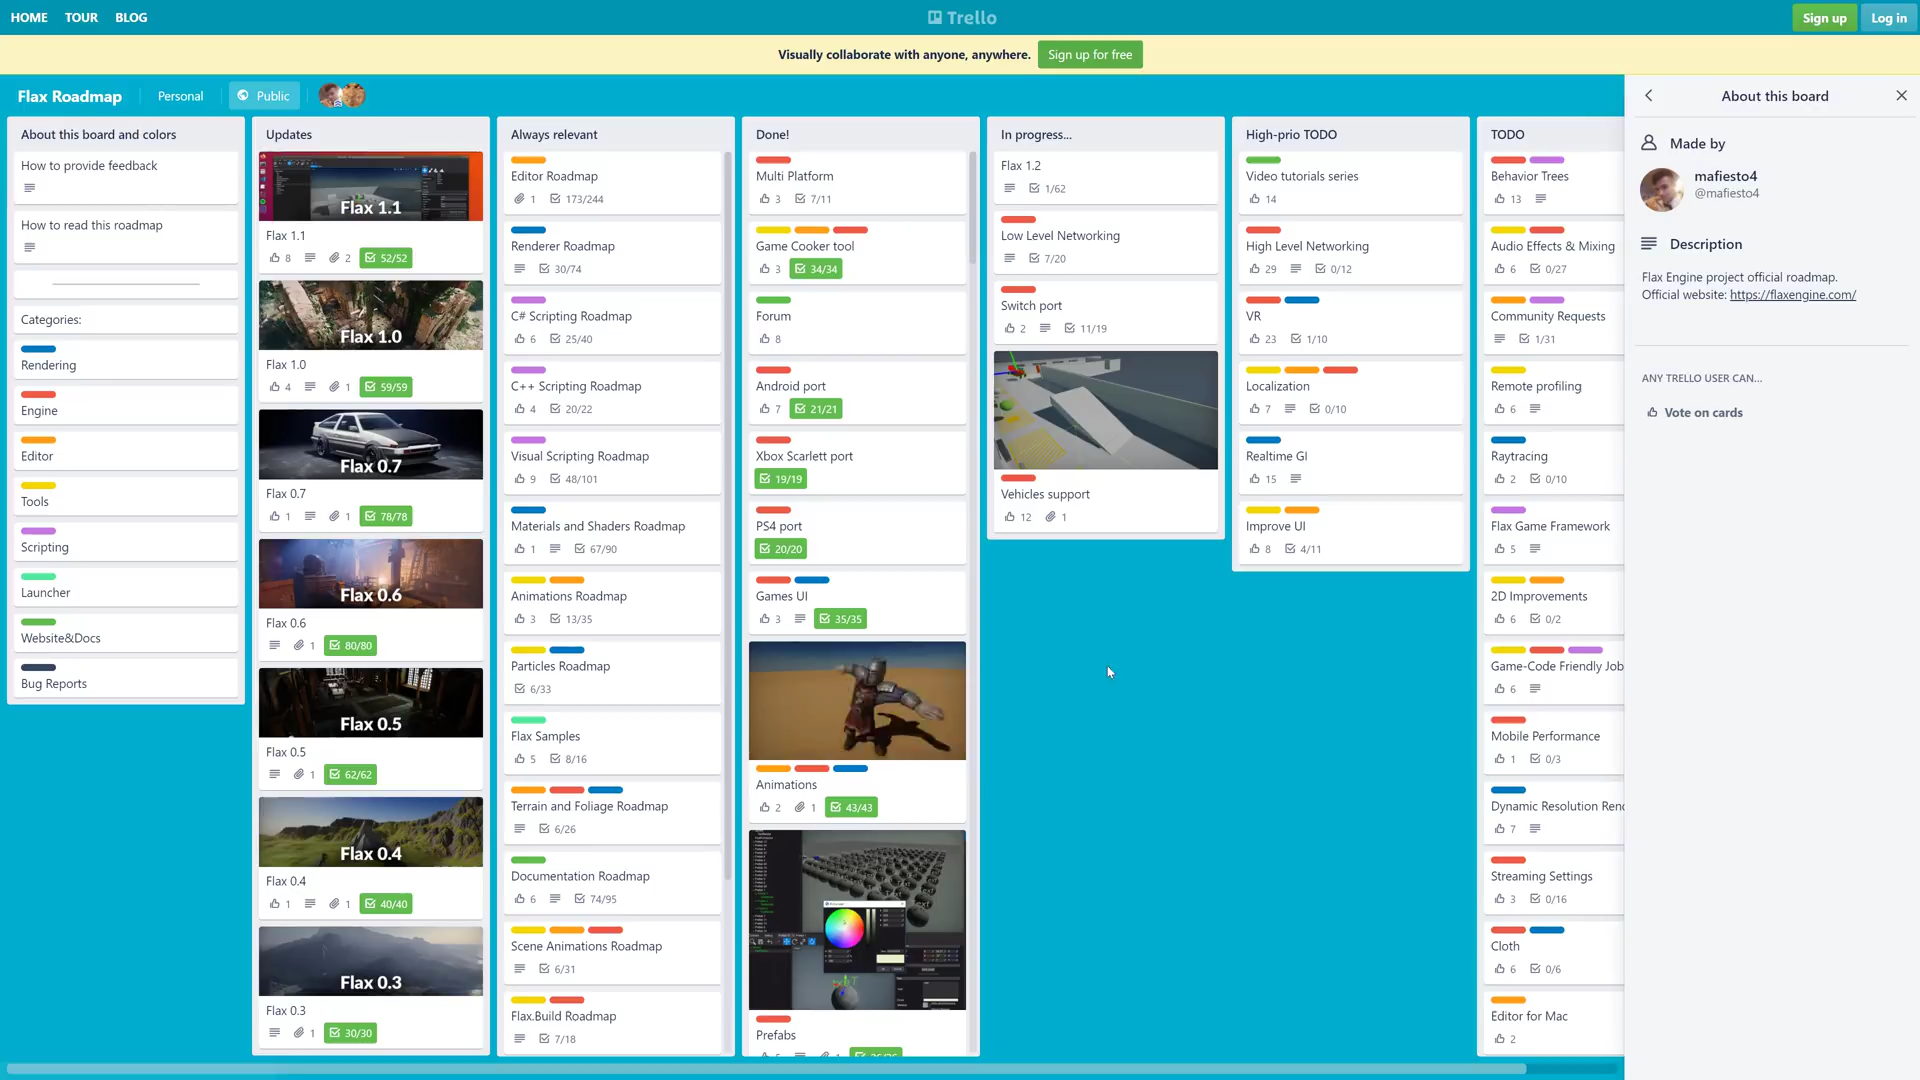 HOME TOUR BLOG
Trello
Sign up Log in
Visually collaborate with anyone, anywhere. Sign up for free
Flax Roadmap Personal Public
About this board and colors
How to provide feedback
How to read this roadmap
Categories:
Rendering
Engine
Editor
Tools
Scripting
Launcher
Website&Docs
Bug Reports
Updates
Flax 1.1
Flax 1.1
8 2 52/52
Flax 1.0
Flax 1.0
4 1 59/59
Flax 0.7
Flax 0.7
1 1 78/78
Flax 0.6
Flax 0.6
1 80/80
Flax 0.5
Flax 0.5
1 62/62
Flax 0.4
Flax 0.4
1 1 40/40
Flax 0.3
Flax 0.3
1 30/30
Always relevant
Editor Roadmap
1 173/244
Renderer Roadmap
30/74
C# Scripting Roadmap
6 25/40
C++ Scripting Roadmap
4 20/22
Visual Scripting Roadmap
9 48/101
Materials and Shaders Roadmap
1 67/90
Animations Roadmap
3 13/35
Particles Roadmap
6/33
Flax Samples
5 8/16
Terrain and Foliage Roadmap
6/26
Documentation Roadmap
6 74/95
Scene Animations Roadmap
6/31
Flax.Build Roadmap
7/18
Done!
Multi Platform
3 7/11
Game Cooker tool
3 34/34
Forum
8
Android port
7 21/21
Xbox Scarlett port
19/19
PS4 port
20/20
Games UI
3 35/35
Animations
2 1 43/43
Prefabs
In progress...
Flax 1.2
1/62
Low Level Networking
7/20
Switch port
2 11/19
Vehicles support
12 1
High-prio TODO
Video tutorials series
14
High Level Networking
29 0/12
VR
23 1/10
Localization
7 0/10
Realtime GI
15
Improve UI
8 4/11
TODO
Behavior Trees
13
Audio Effects & Mixing
6 0/27
Community Requests
1/31
Remote profiling
6
Raytracing
2 0/10
Flax Game Framework
5
2D Improvements
6 0/2
Game-Code Friendly Job
6
Mobile Performance
1 0/3
Dynamic Resolution Ren
7
Streaming Settings
3 0/16
Cloth
6 0/6
Editor for Mac
2
About this board
Made by
mafiesto4
@mafiesto4
Description
Flax Engine project official roadmap.
Official website: https://flaxengine.com/
ANY TRELLO USER CAN...
Vote on cards